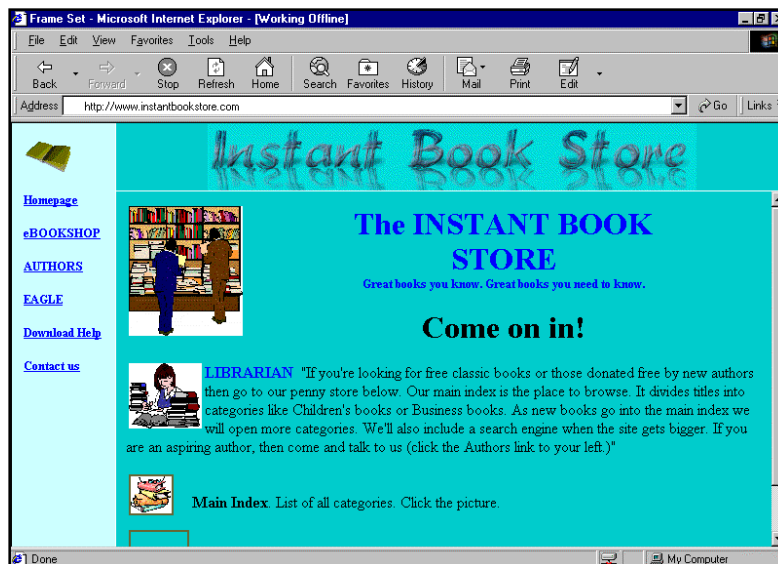 Frame Set - Microsoft Internet Explorer - [Working Offline]
File Edit View Favorites Tools Help
Back Forward Stop Refresh Home Search Favorites History Mail Print Edit
Address http://www.instantbookstore.com Go Links
Instant Book Store
Homepage
eBOOKSHOP
AUTHORS
EAGLE
Download Help
Contact us
The INSTANT BOOK
STORE
Great books you know. Great books you need to know.
Come on in!
LIBRARIAN "If you're looking for free classic books or those donated free by new authors
then go to our penny store below. Our main index is the place to browse. It divides titles into
categories like Children's books or Business books. As new books go into the main index we
will open more categories. We'll also include a search engine when the site gets bigger. If you
are an aspiring author, then come and talk to us (click the Authors link to your left.)"
Main Index. List of all categories. Click the picture.
Done My Computer